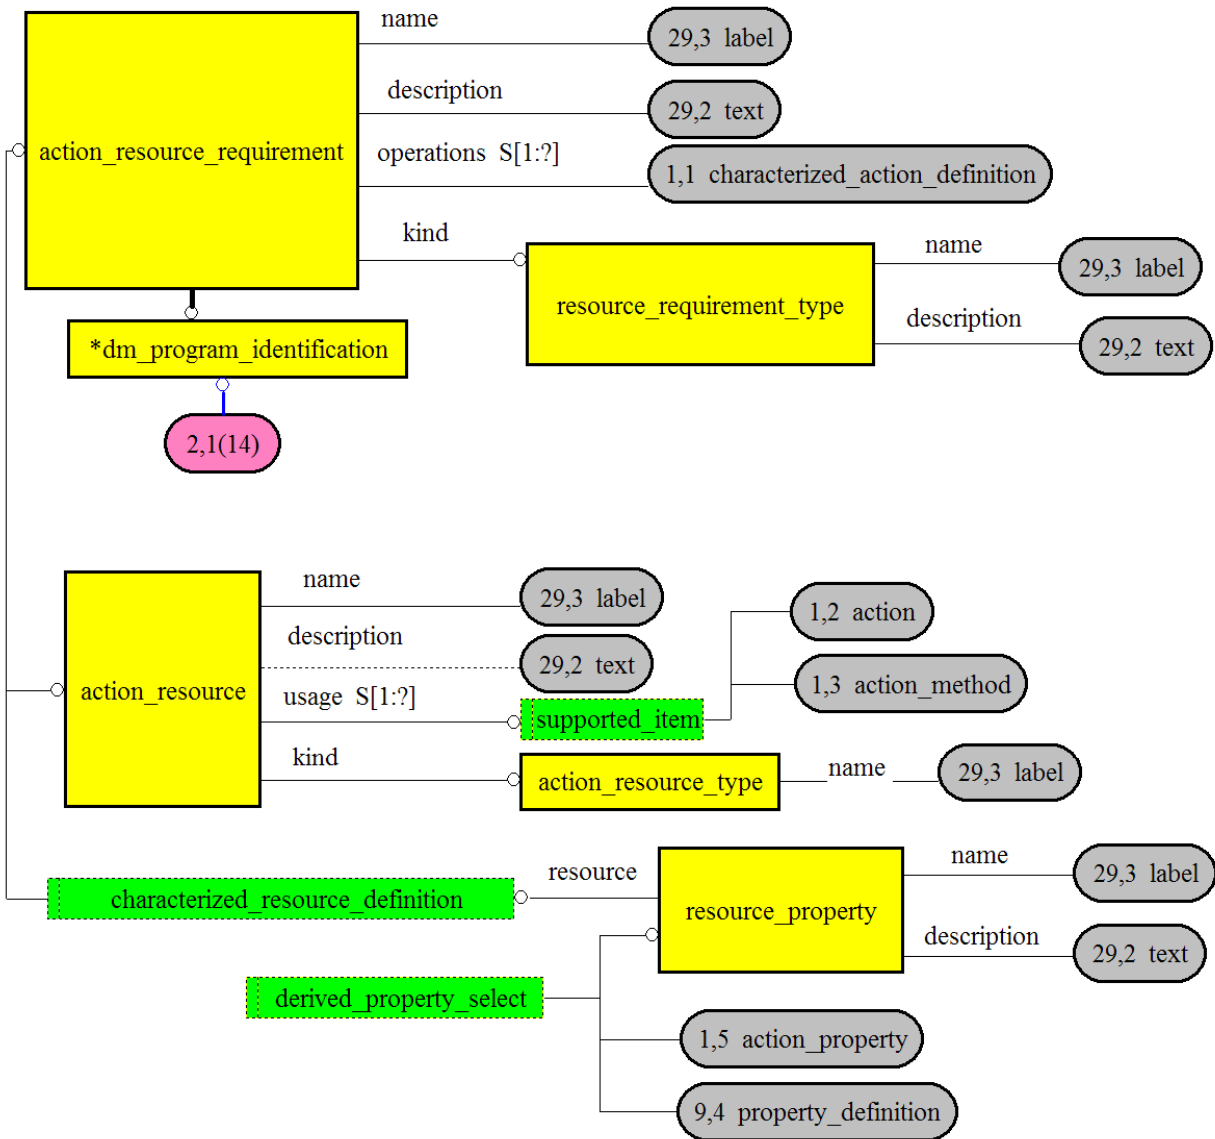 name
29,3 label
description
29,2 text
action_resource_requirement
operations S[1:?]
1,1 characterized_action_definition
kind
name
29,3 label
resource_requirement_type
description
29,2 text
*dm_program_identification
2,1(14)
name
29,3 label
1,2 action
description
29,2 text
action_resource
usage S[1:?]
supported_item
1,3 action_method
kind
action_resource_type
name
29,3 label
resource
name
29,3 label
characterized_resource_definition
resource_property
description
29,2 text
derived_property_select
1,5 action_property
9,4 property_definition